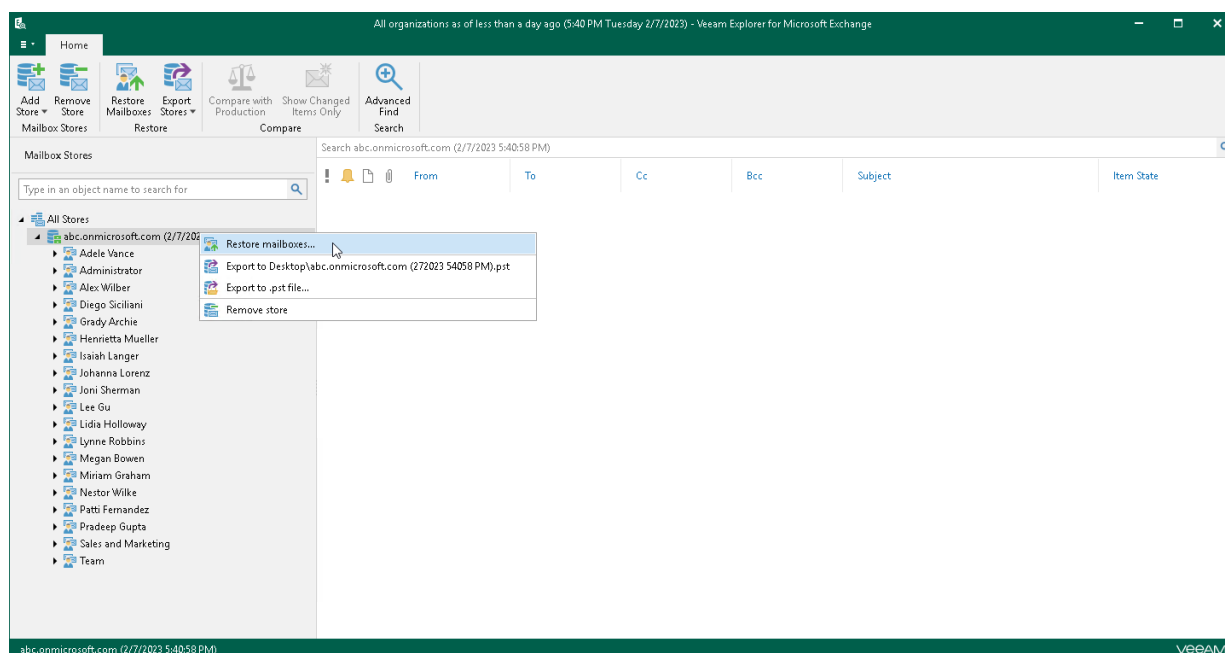 All organizations as of less than a day ago (5:40 PM Tuesday 2/7/2023) - Veeam Explorer for Microsoft Exchange
Home
Add Store
Remove Store
Restore Mailboxes
Export Stores
Compare with Production
Show Changed Items Only
Advanced Find
Mailbox Stores
Restore
Compare
Search
Mailbox Stores
Search abc.onmicrosoft.com (2/7/2023 5:40:58 PM)
Type in an object name to search for
From
To
Cc
Bcc
Subject
Item State
All Stores
abc.onmicrosoft.com (2/7/202
Adele Vance
Administrator
Alex Wilber
Diego Siciliani
Grady Archie
Henrietta Mueller
Isaiah Langer
Johanna Lorenz
Joni Sherman
Lee Gu
Lidia Holloway
Lynne Robbins
Megan Bowen
Miriam Graham
Nestor Wilke
Patti Fernandez
Pradeep Gupta
Sales and Marketing
Team
Restore mailboxes...
Export to Desktop\abc.onmicrosoft.com (272023 54058 PM).pst
Export to .pst file...
Remove store
abc.onmicrosoft.com (2/7/2023 5:40:58 PM)
veeAM